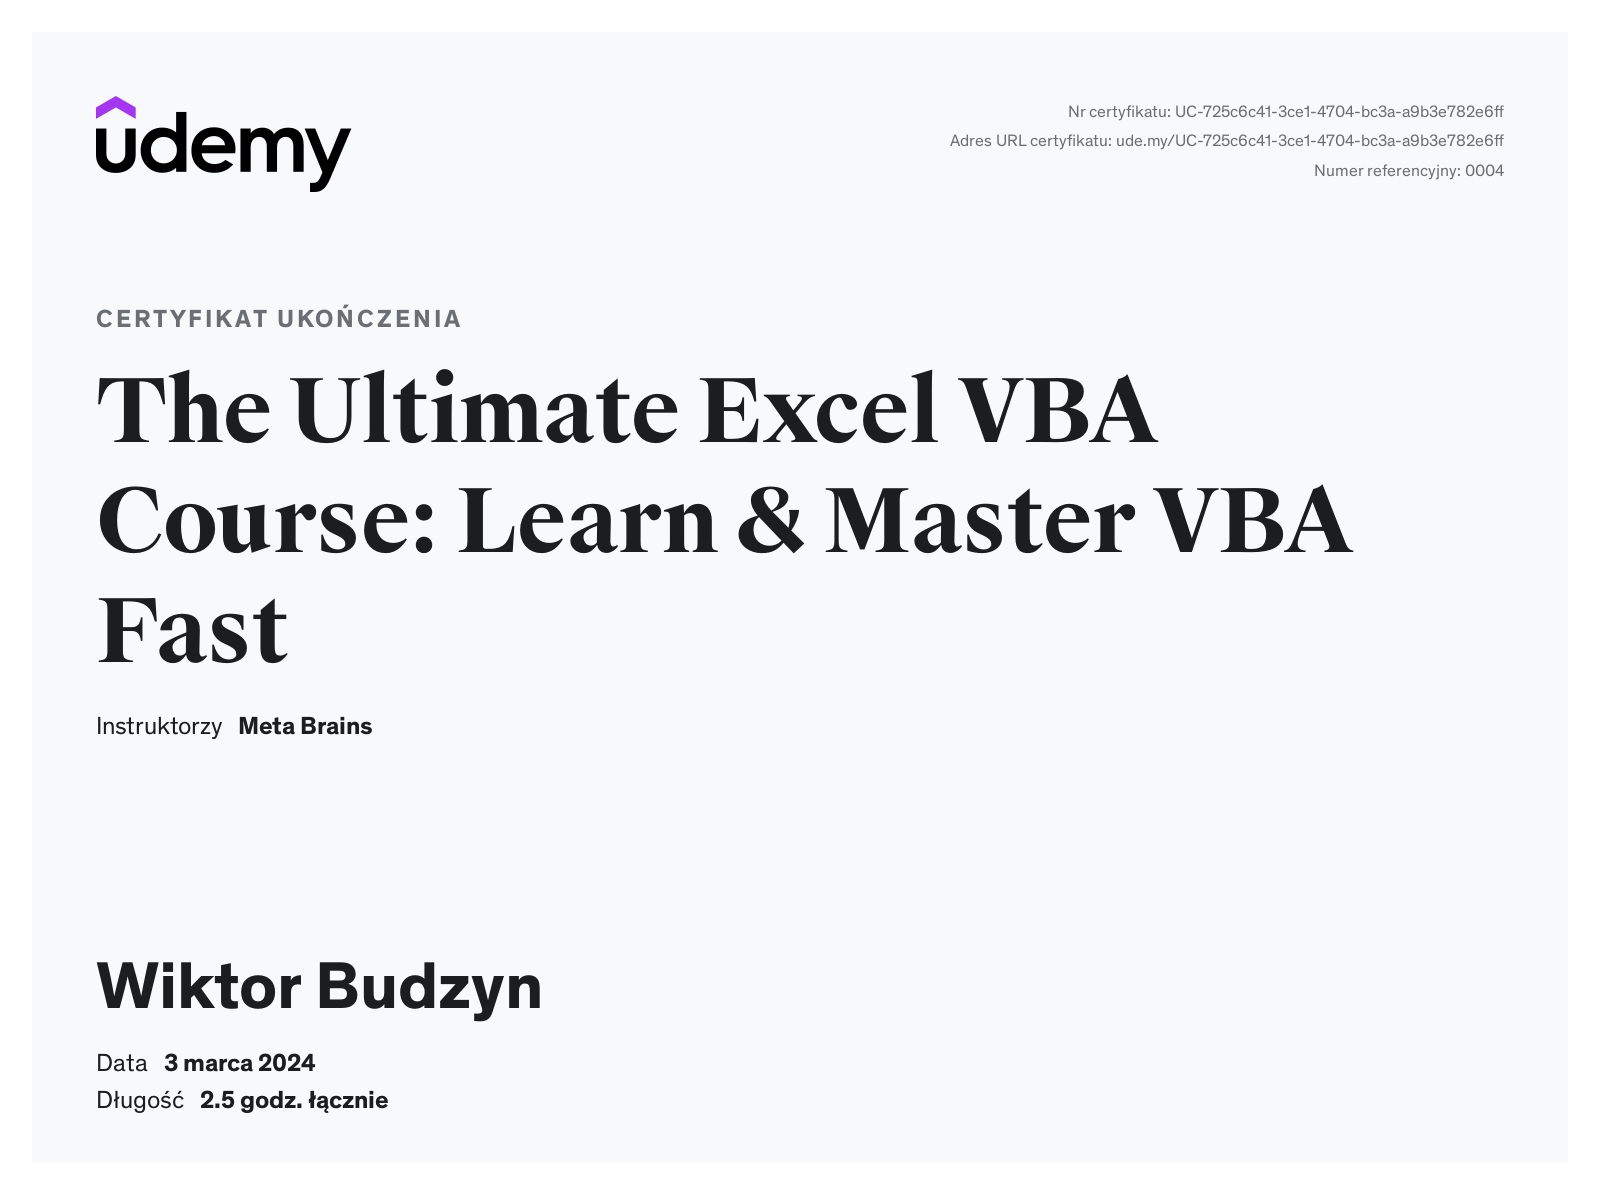 udemy
Nr certyfikatu: UC-725c6c41-3ce1-4704-bc3a-a9b3e782e6ff
Adres URL certyfikatu: ude.my/UC-725c6c41-3ce1-4704-bc3a-a9b3e782e6ff
Numer referencyjny: 0004
CERTYFIKAT UKOŃCZENIA
The Ultimate Excel VBA
Course: Learn & Master VBA
Fast
Instruktorzy Meta Brains
Wiktor Budzyn
Data 3 marca 2024
Długość 2.5 godz. łącznie